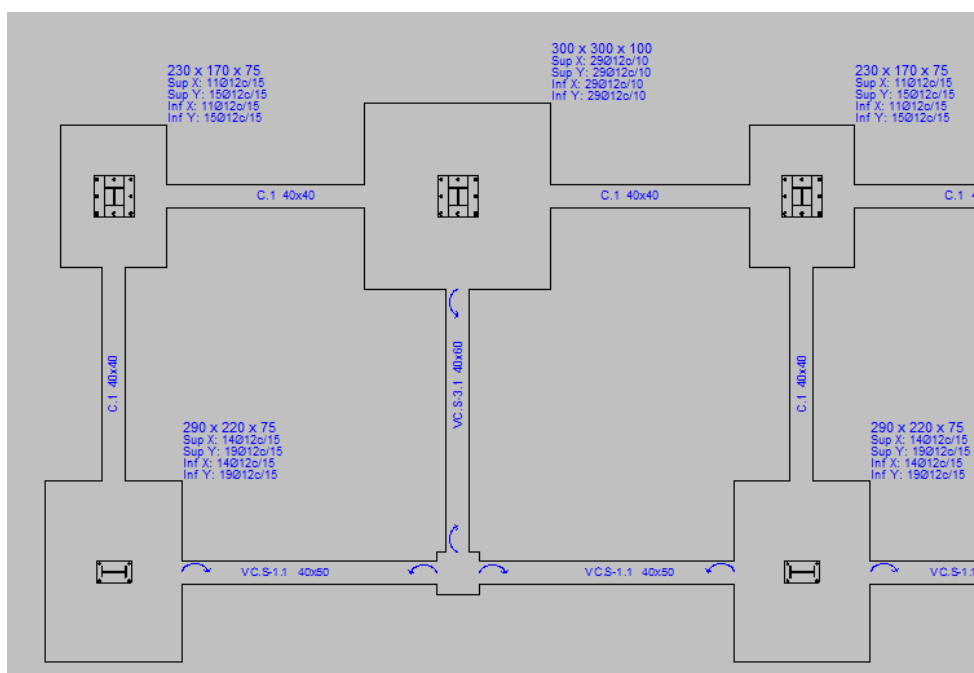 230 x 170 x 75
Sup X: 11Ø12c/15
Sup Y: 15Ø12c/15
Inf X: 11Ø12c/15
Inf Y: 15Ø12c/15
300 x 300 x 100
Sup X: 29Ø12c/10
Sup Y: 29Ø12c/10
Inf X: 29Ø12c/10
Inf Y: 29Ø12c/10
230 x 170 x 75
Sup X: 11Ø12c/15
Sup Y: 15Ø12c/15
Inf X: 11Ø12c/15
Inf Y: 15Ø12c/15
C.1 40x40
C.1 40x40
C.1
C.1 40x40
VC.S-3.1 40x60
C.1 40x40
290 x 220 x 75
Sup X: 14Ø12c/15
Sup Y: 19Ø12c/15
Inf X: 14Ø12c/15
Inf Y: 19Ø12c/15
290 x 220 x 75
Sup X: 14Ø12c/15
Sup Y: 19Ø12c/15
Inf X: 14Ø12c/15
Inf Y: 19Ø12c/15
VC.S-1.1 40x50
VC.S-1.1 40x50
VC.S-1.1